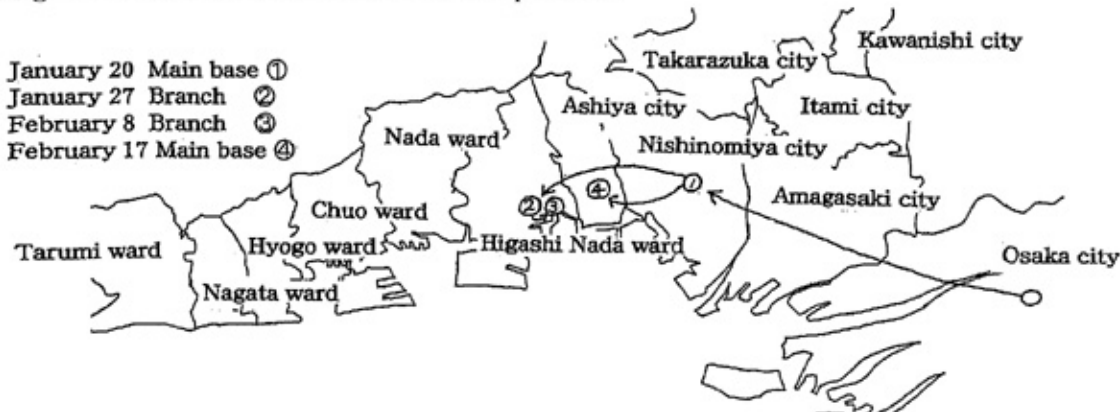 January 20 Main base ①
January 27 Branch ②
February 8 Branch ③
February 17 Main base ④
Kawanishi city
Takarazuka city
Ashiya city
Itami city
Nada ward
Nishinomiya city
①
④
Amagasaki city
② ③
Chuo ward
Tarumi ward
Hyogo ward
Higashi Nada ward
Osaka city
Nagata ward